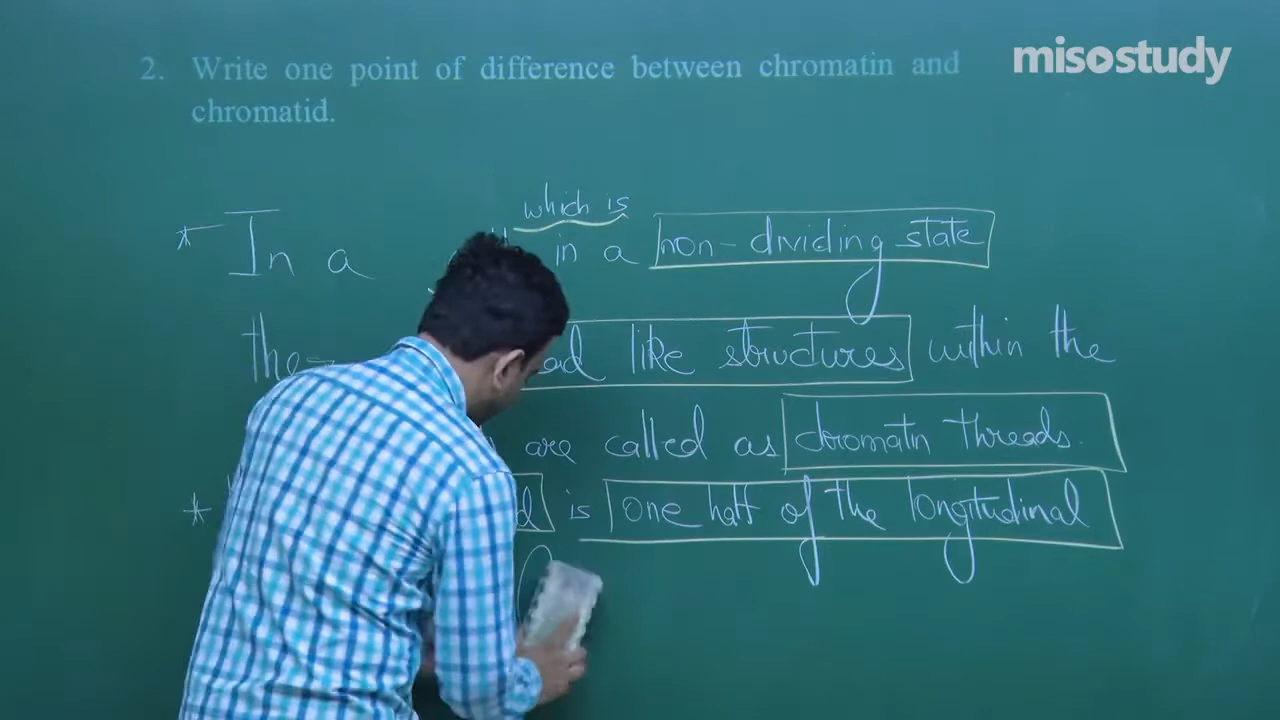 misostudy
2. Write one point of difference between chromatin and
chromatid.
which is
* In a in a non-dividing state
like structures within the
are called as chromatin threads.
* is one half of the longitudinal